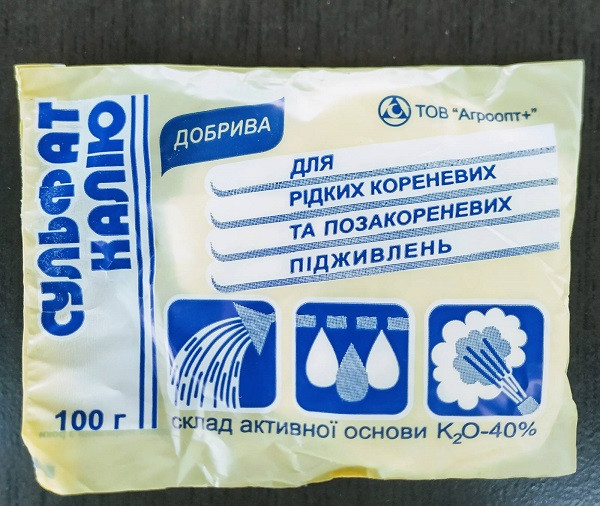 СУЛЬФАТ
КАЛІЮ
100 г
ДОБРИВА
ТОВ "Агроопт+"
ДЛЯ
РІДКИХ КОРЕНЕВИХ
ТА ПОЗАКОРЕНЕВИХ
ПІДЖИВЛЕНЬ
склад активної основи K₂O-40%